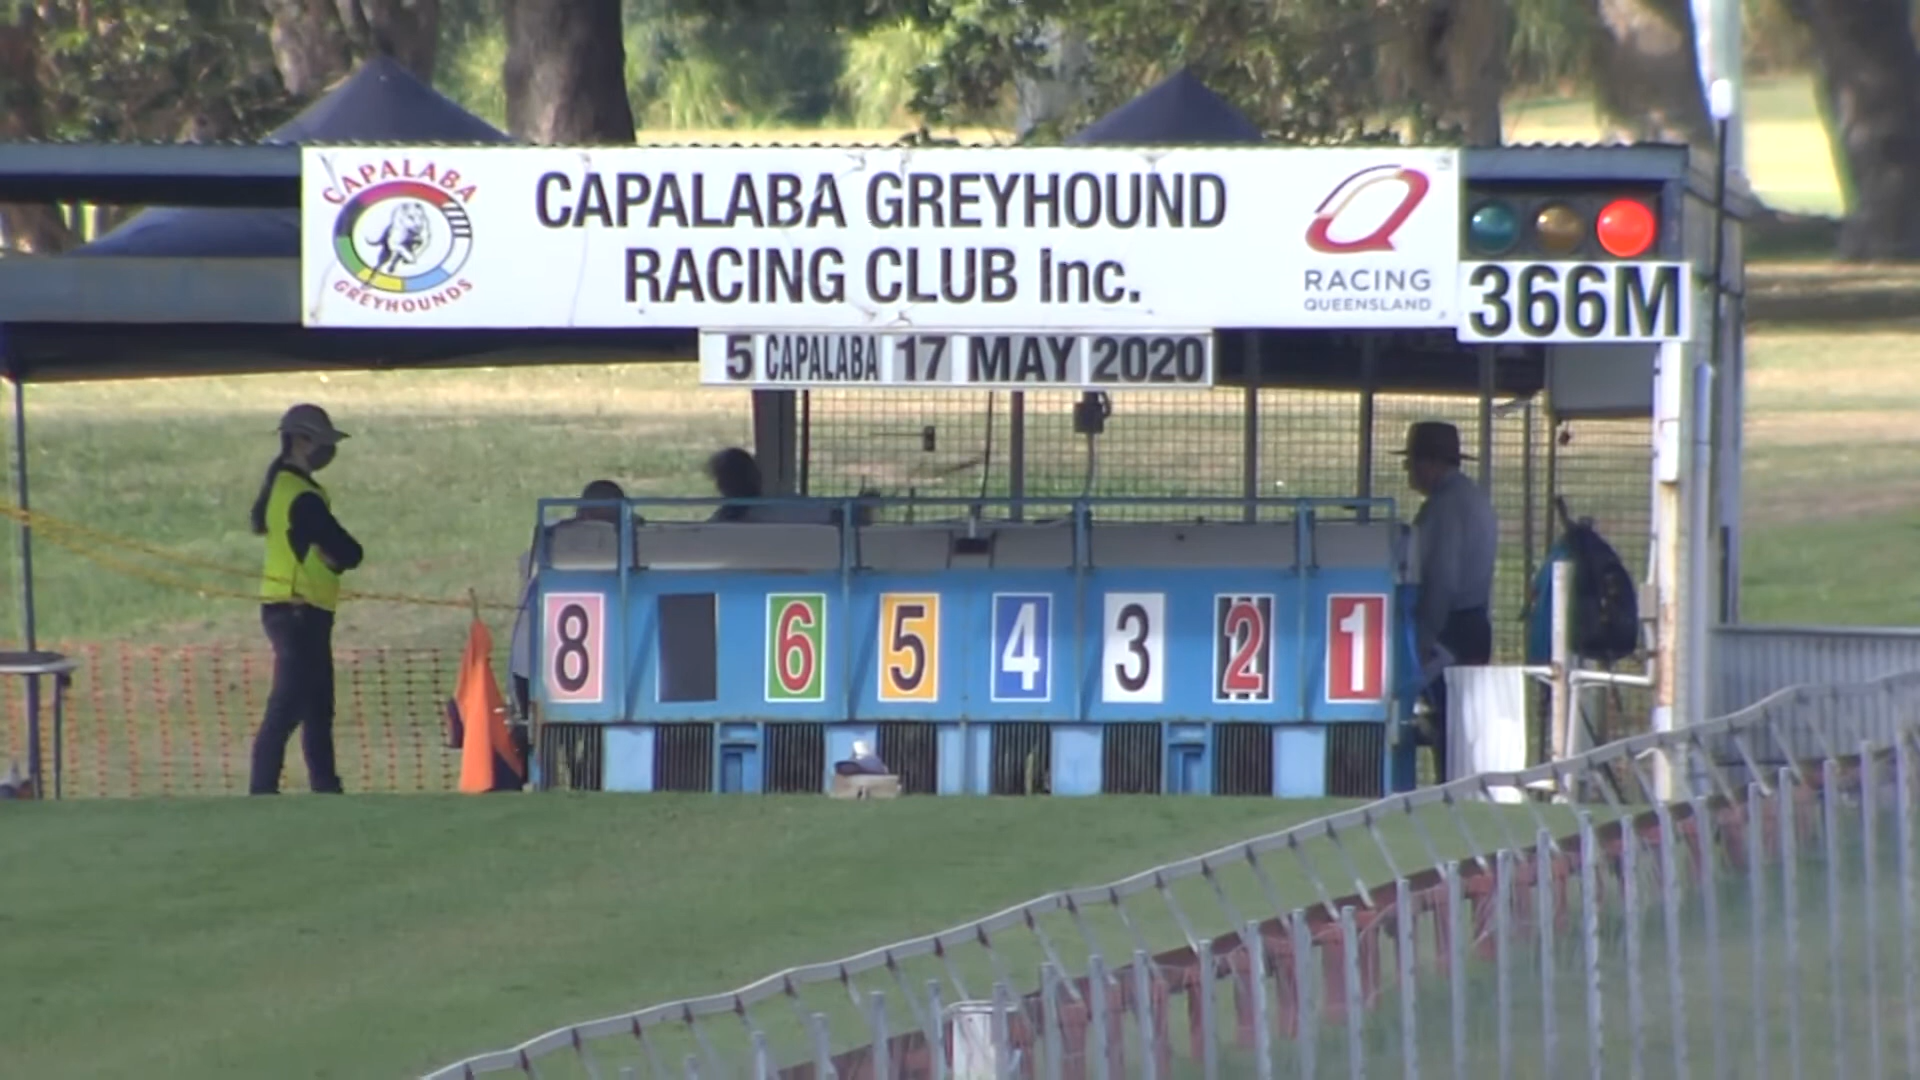 CAPALABA
GREYHOUNDS
CAPALABA GREYHOUND
RACING CLUB Inc.
RACING
QUEENSLAND
366M
5 CAPALABA 17 MAY 2020
8 6 5 4 3 2 1